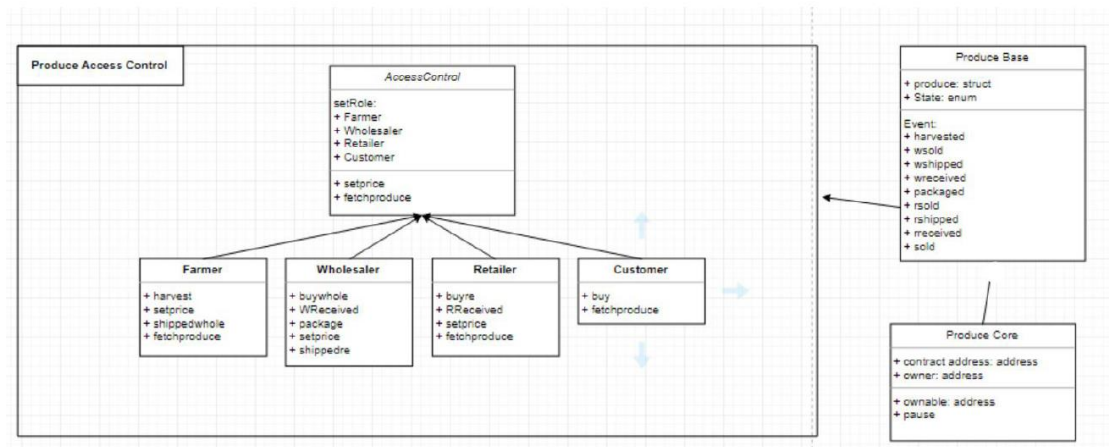 Produce Access Control
AccessControl
setRole:
+ Farmer
+ Wholesaler
+ Retailer
+ Customer
+ setprice
+ fetchproduce
Farmer
+ harvest
+ setprice
+ shippedwhole
+ fetchproduce
Wholesaler
+ buywhole
+ WReceived
+ package
+ setprice
+ shippedre
Retailer
+ buyre
+ RReceived
+ setprice
+ fetchproduce
Customer
+ buy
+ fetchproduce
Produce Base
+ produce: struct
+ State: enum
Event:
+ harvested
+ wsold
+ wshipped
+ wreceived
+ packaged
+ rsold
+ rshipped
+ rreceived
+ sold
Produce Core
+ contract address: address
+ owner: address
+ ownable: address
+ pause